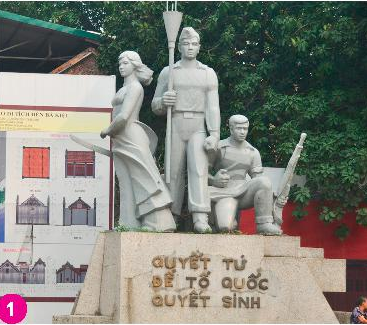 O DI TÍCH ĐỀN BÀ KIỆU
QUYẾT TỬ
ĐỂ TỔ QUỐC
QUYẾT SINH
1